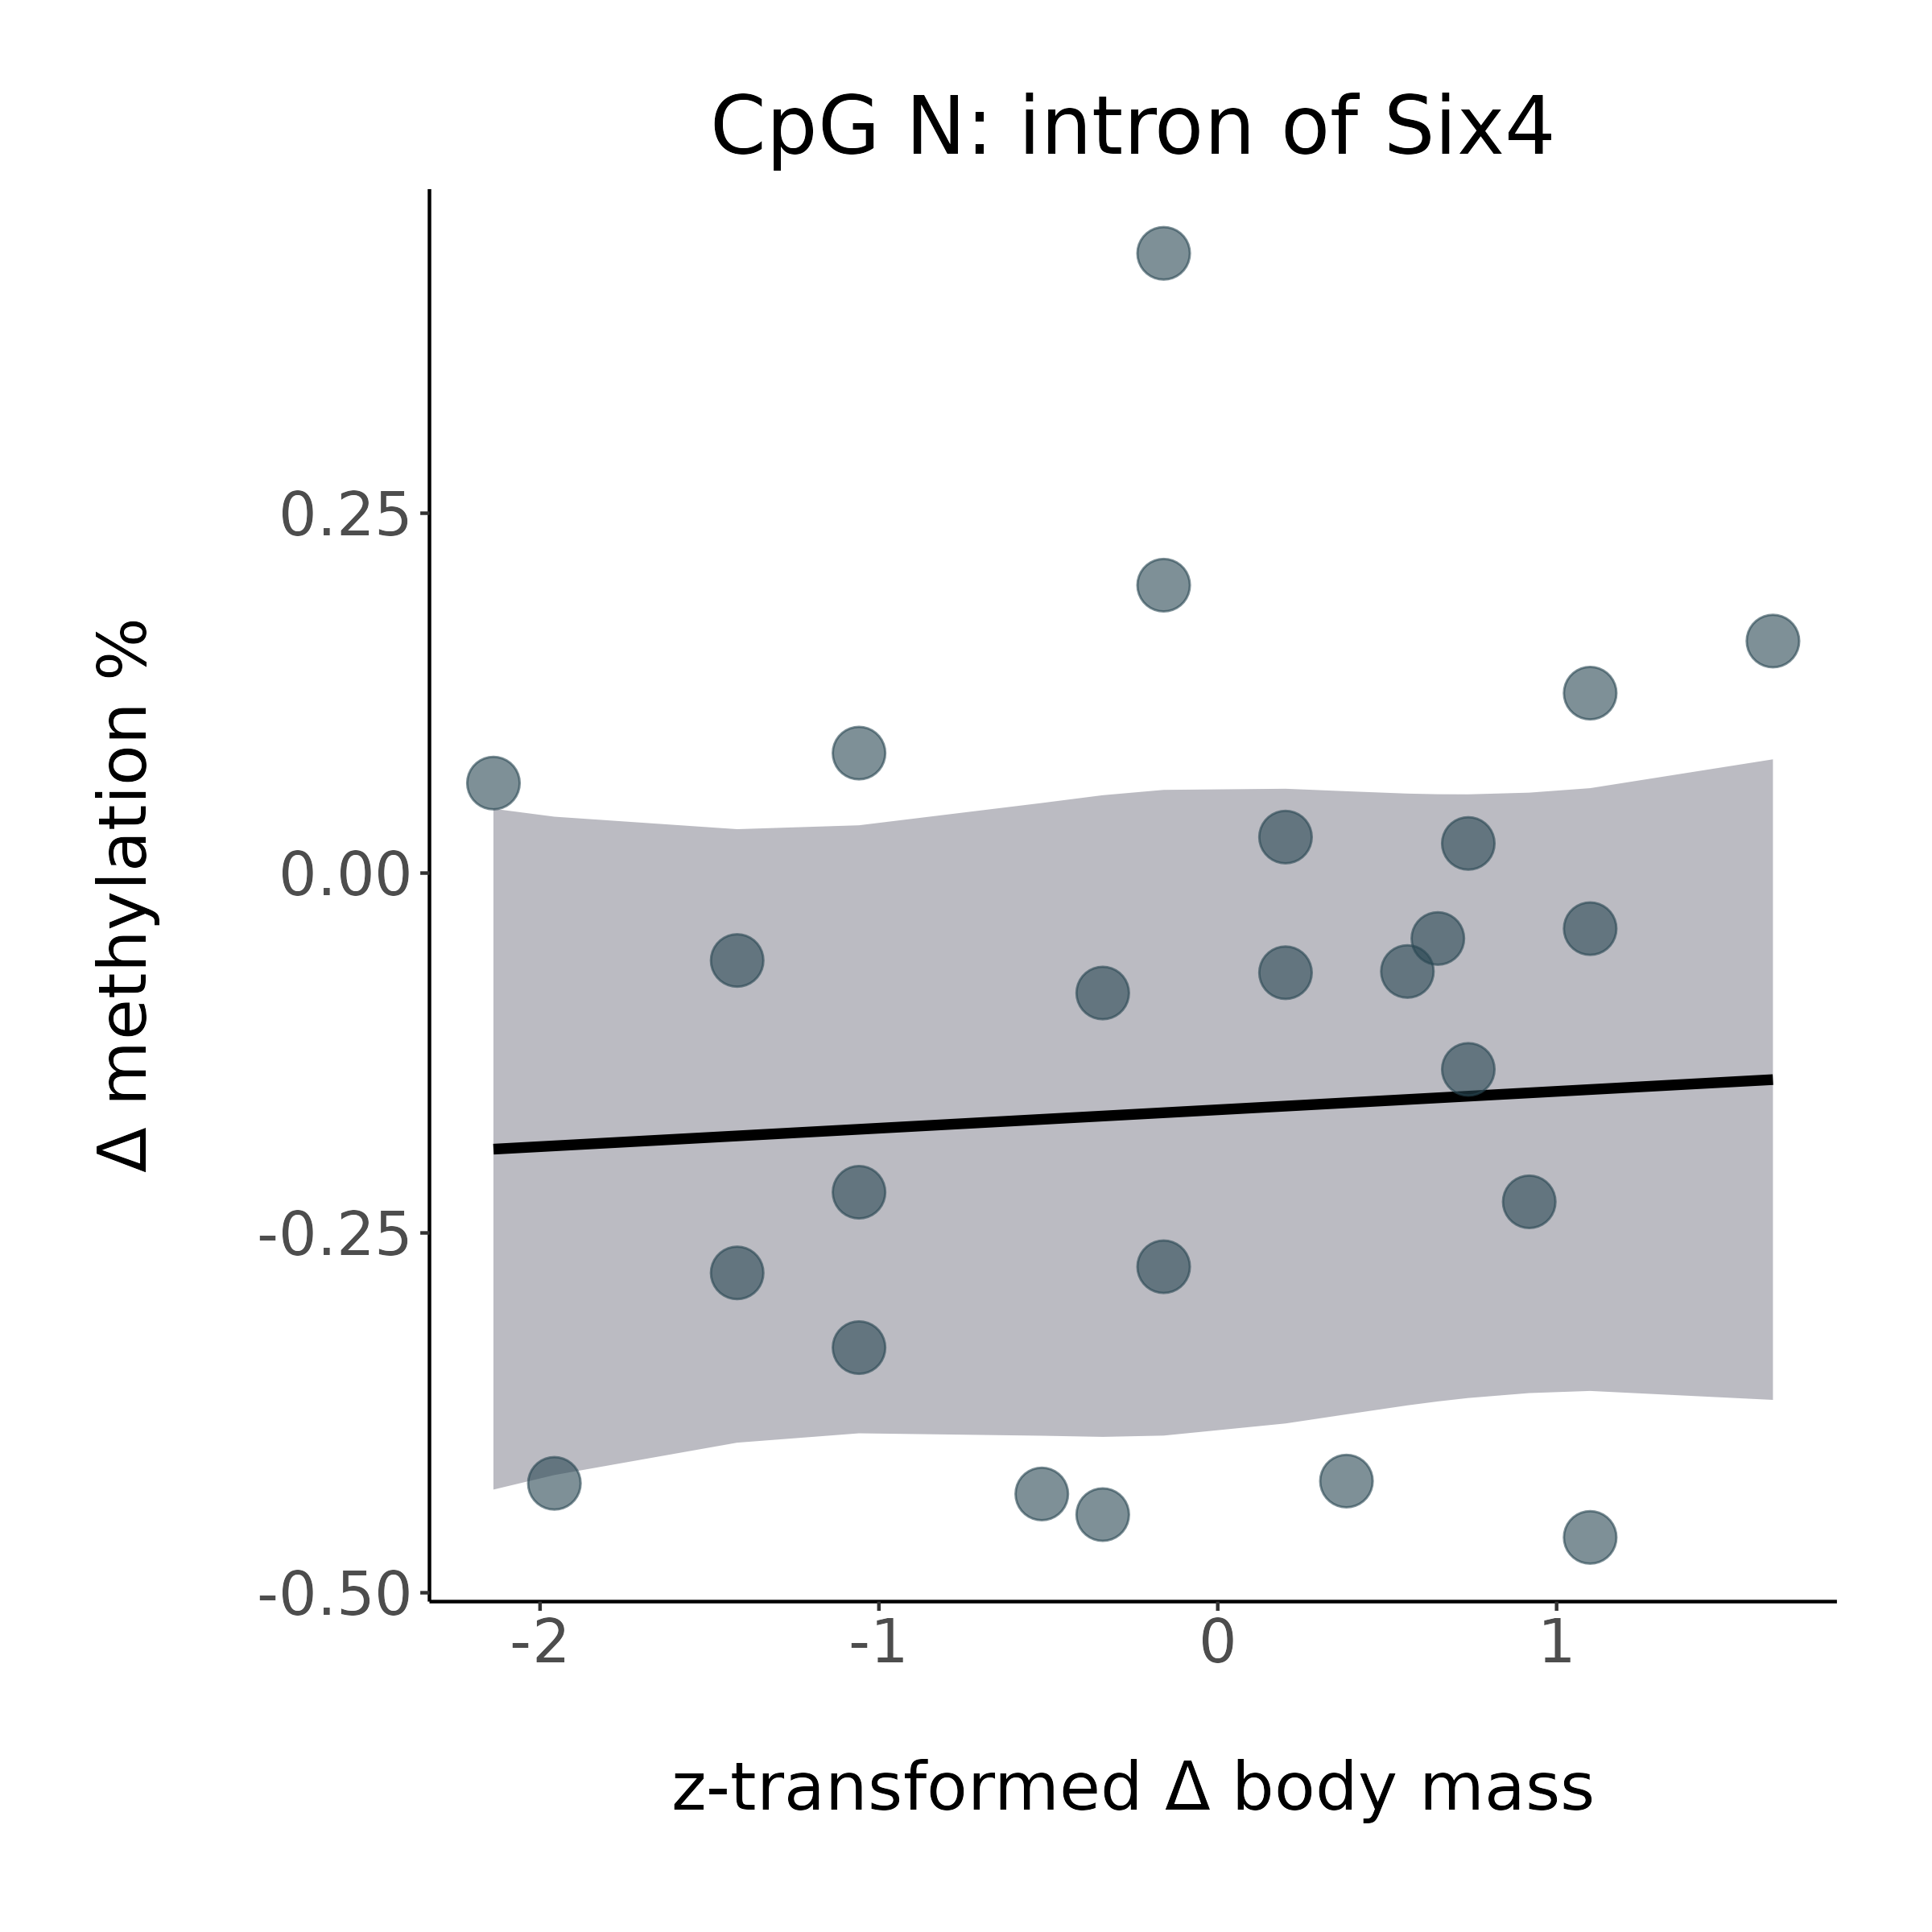 CpG N: intron of Six4
Δ methylation %
0.25
0.00
-0.25
-0.50
-2
-1
0
1
z-transformed Δ body mass